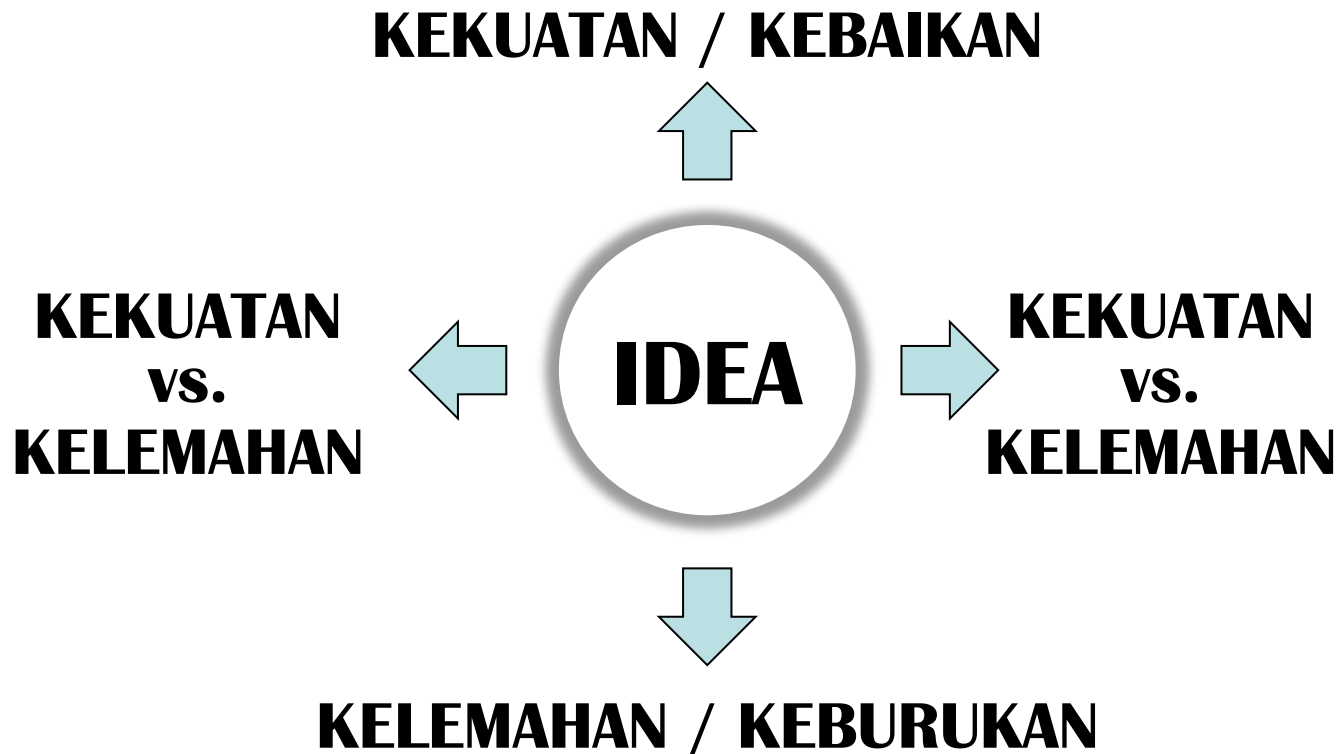 KEKUATAN / KEBAIKAN
KEKUATAN
vs.
KELEMAHAN
IDEA
KEKUATAN
vs.
KELEMAHAN
KELEMAHAN / KEBURUKAN